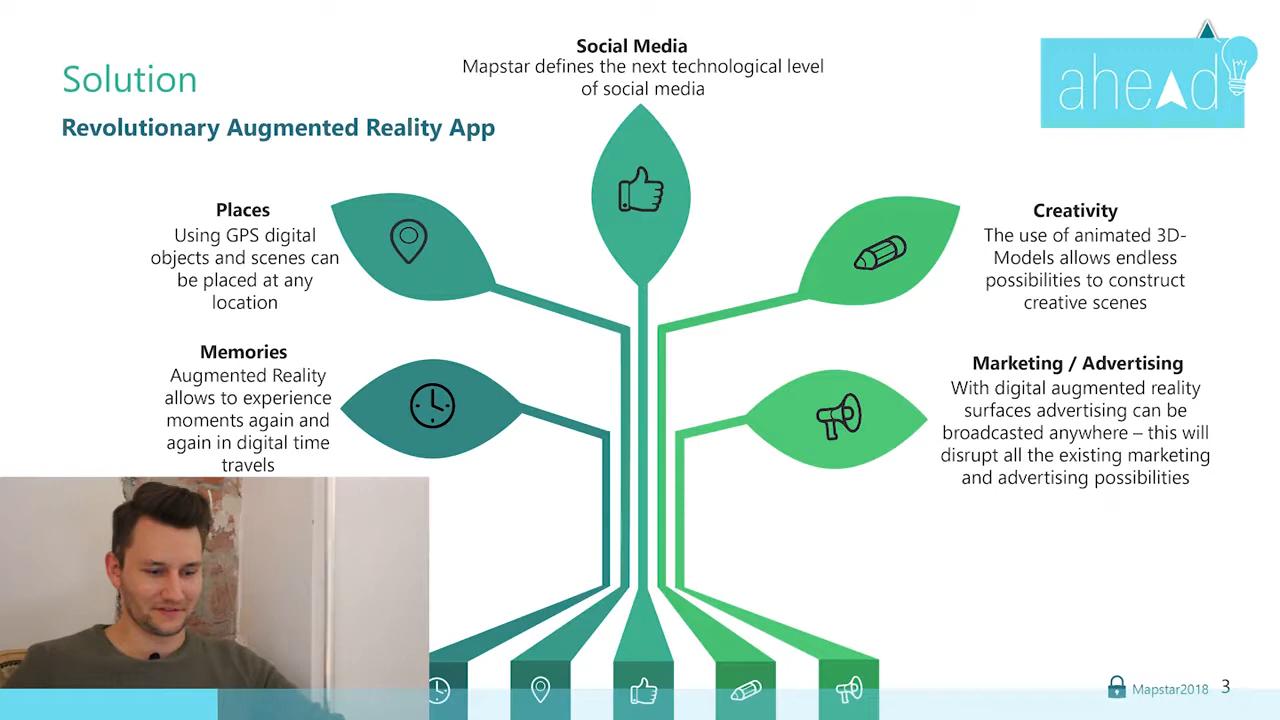 Solution
Revolutionary Augmented Reality App
Social Media
Mapstar defines the next technological level
of social media
ahead
Places
Using GPS digital
objects and scenes can
be placed at any
location
Creativity
The use of animated 3D-
Models allows endless
possibilities to construct
creative scenes
Memories
Augmented Reality
allows to experience
moments again and
again in digital time
travels
Marketing / Advertising
With digital augmented reality
surfaces advertising can be
broadcasted anywhere – this will
disrupt all the existing marketing
and advertising possibilities
Mapstar2018 3